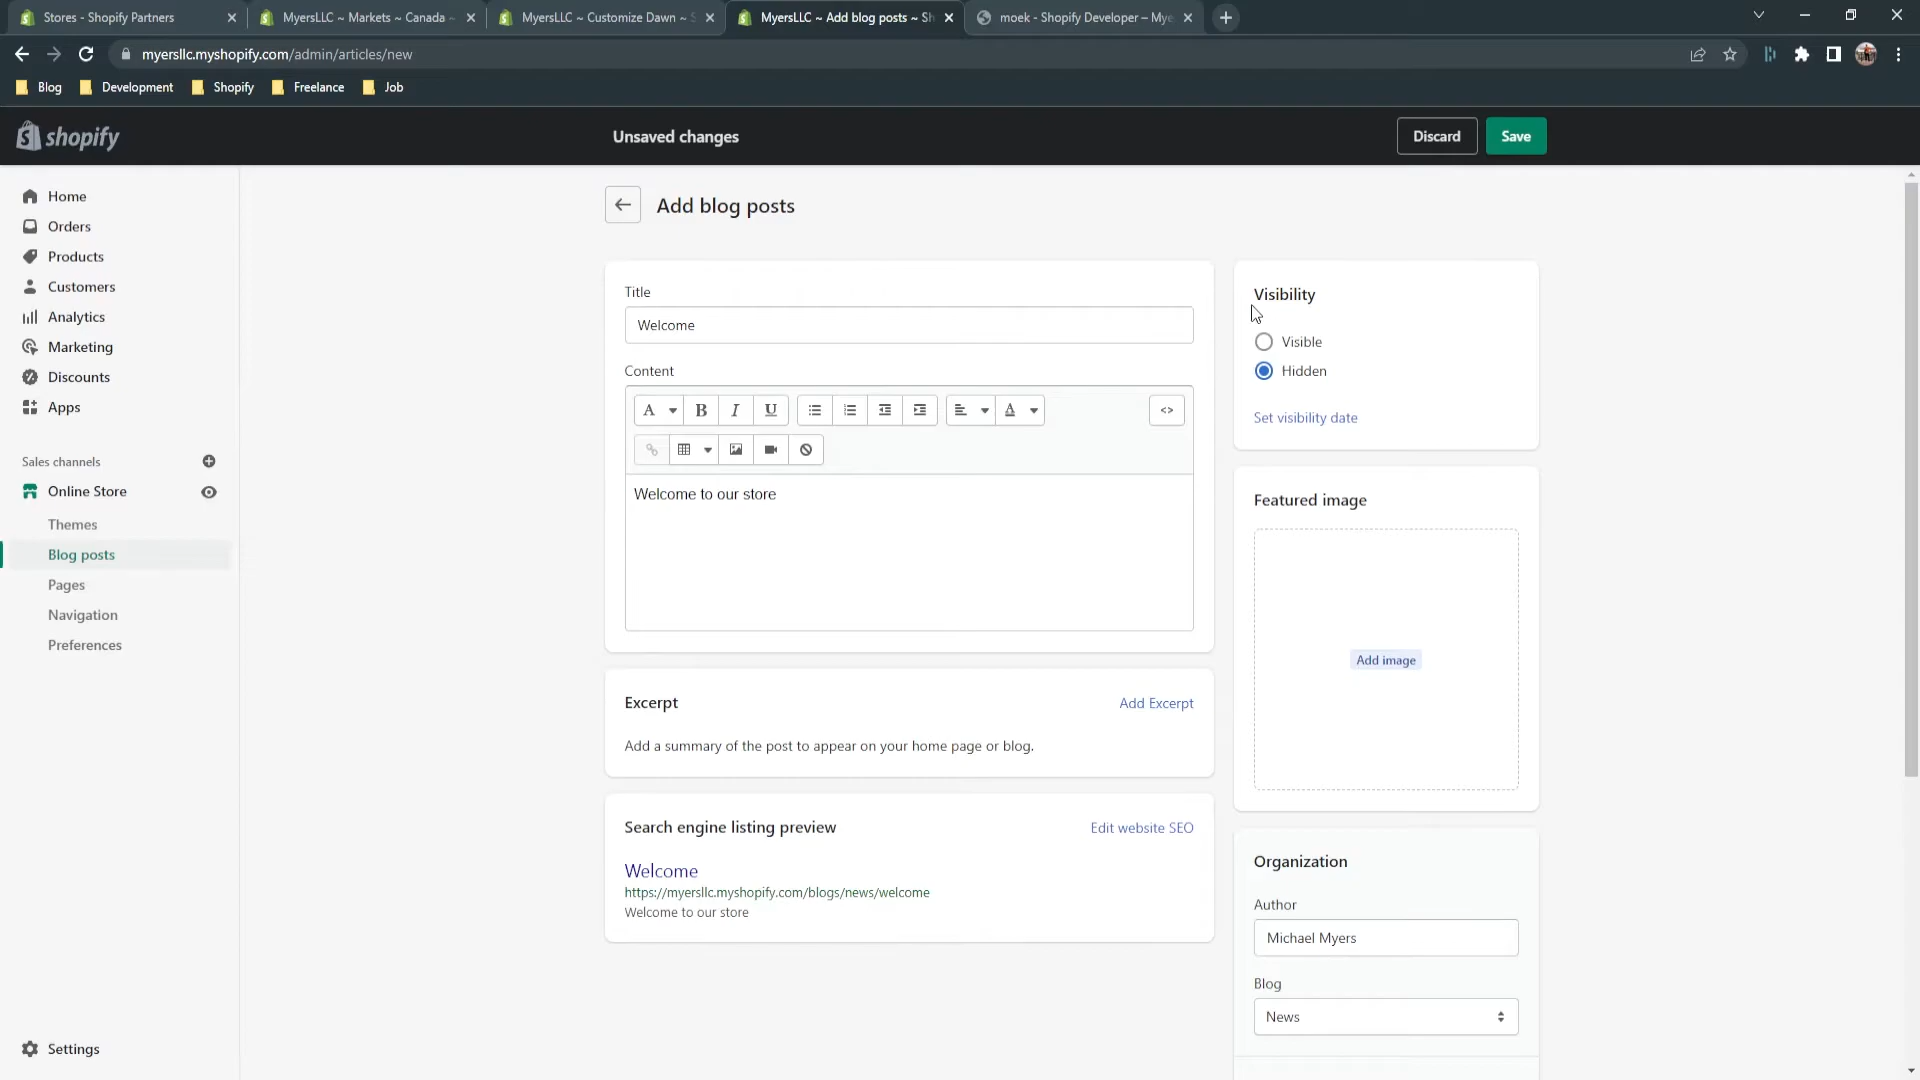 Stores - Shopify Partners
MyersLLC ~ Markets ~ Canada ~
MyersLLC ~ Customize Dawn ~ S
MyersLLC ~ Add blog posts ~ Sh
moek - Shopify Developer – Mye
myersllc.myshopify.com/admin/articles/new
Blog
Development
Shopify
Freelance
Job
shopify
Unsaved changes
Discard
Save
Home
Orders
Products
Customers
Analytics
Marketing
Discounts
Apps
Sales channels
Online Store
Themes
Blog posts
Pages
Navigation
Preferences
Settings
Add blog posts
Title
Welcome
Content
A
B
I
U
A
<>
Welcome to our store
Excerpt
Add Excerpt
Add a summary of the post to appear on your home page or blog.
Search engine listing preview
Edit website SEO
Welcome
https://myersllc.myshopify.com/blogs/news/welcome
Welcome to our store
Visibility
Visible
Hidden
Set visibility date
Featured image
Add image
Organization
Author
Michael Myers
Blog
News